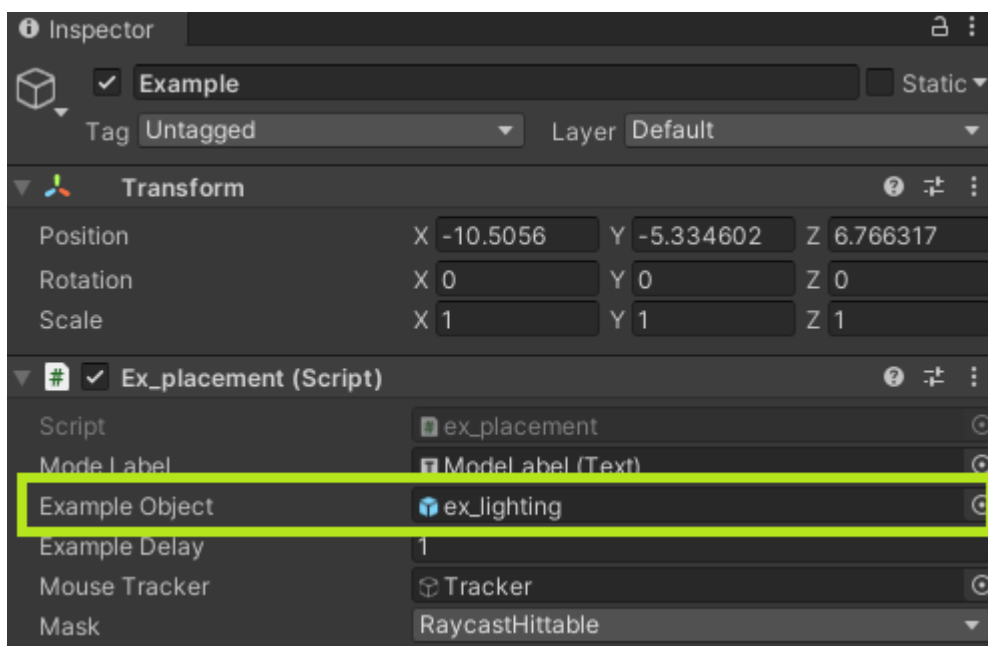 Inspector
Example
Static
Tag Untagged Layer Default
Transform
Position X -10.5056 Y -5.334602 Z 6.766317
Rotation X 0 Y 0 Z 0
Scale X 1 Y 1 Z 1
# Ex_placement (Script)
Script # ex_placement
Mode Label T ModeLabel (Text)
Example Object ex_lighting
Example Delay 1
Mouse Tracker Tracker
Mask RaycastHittable